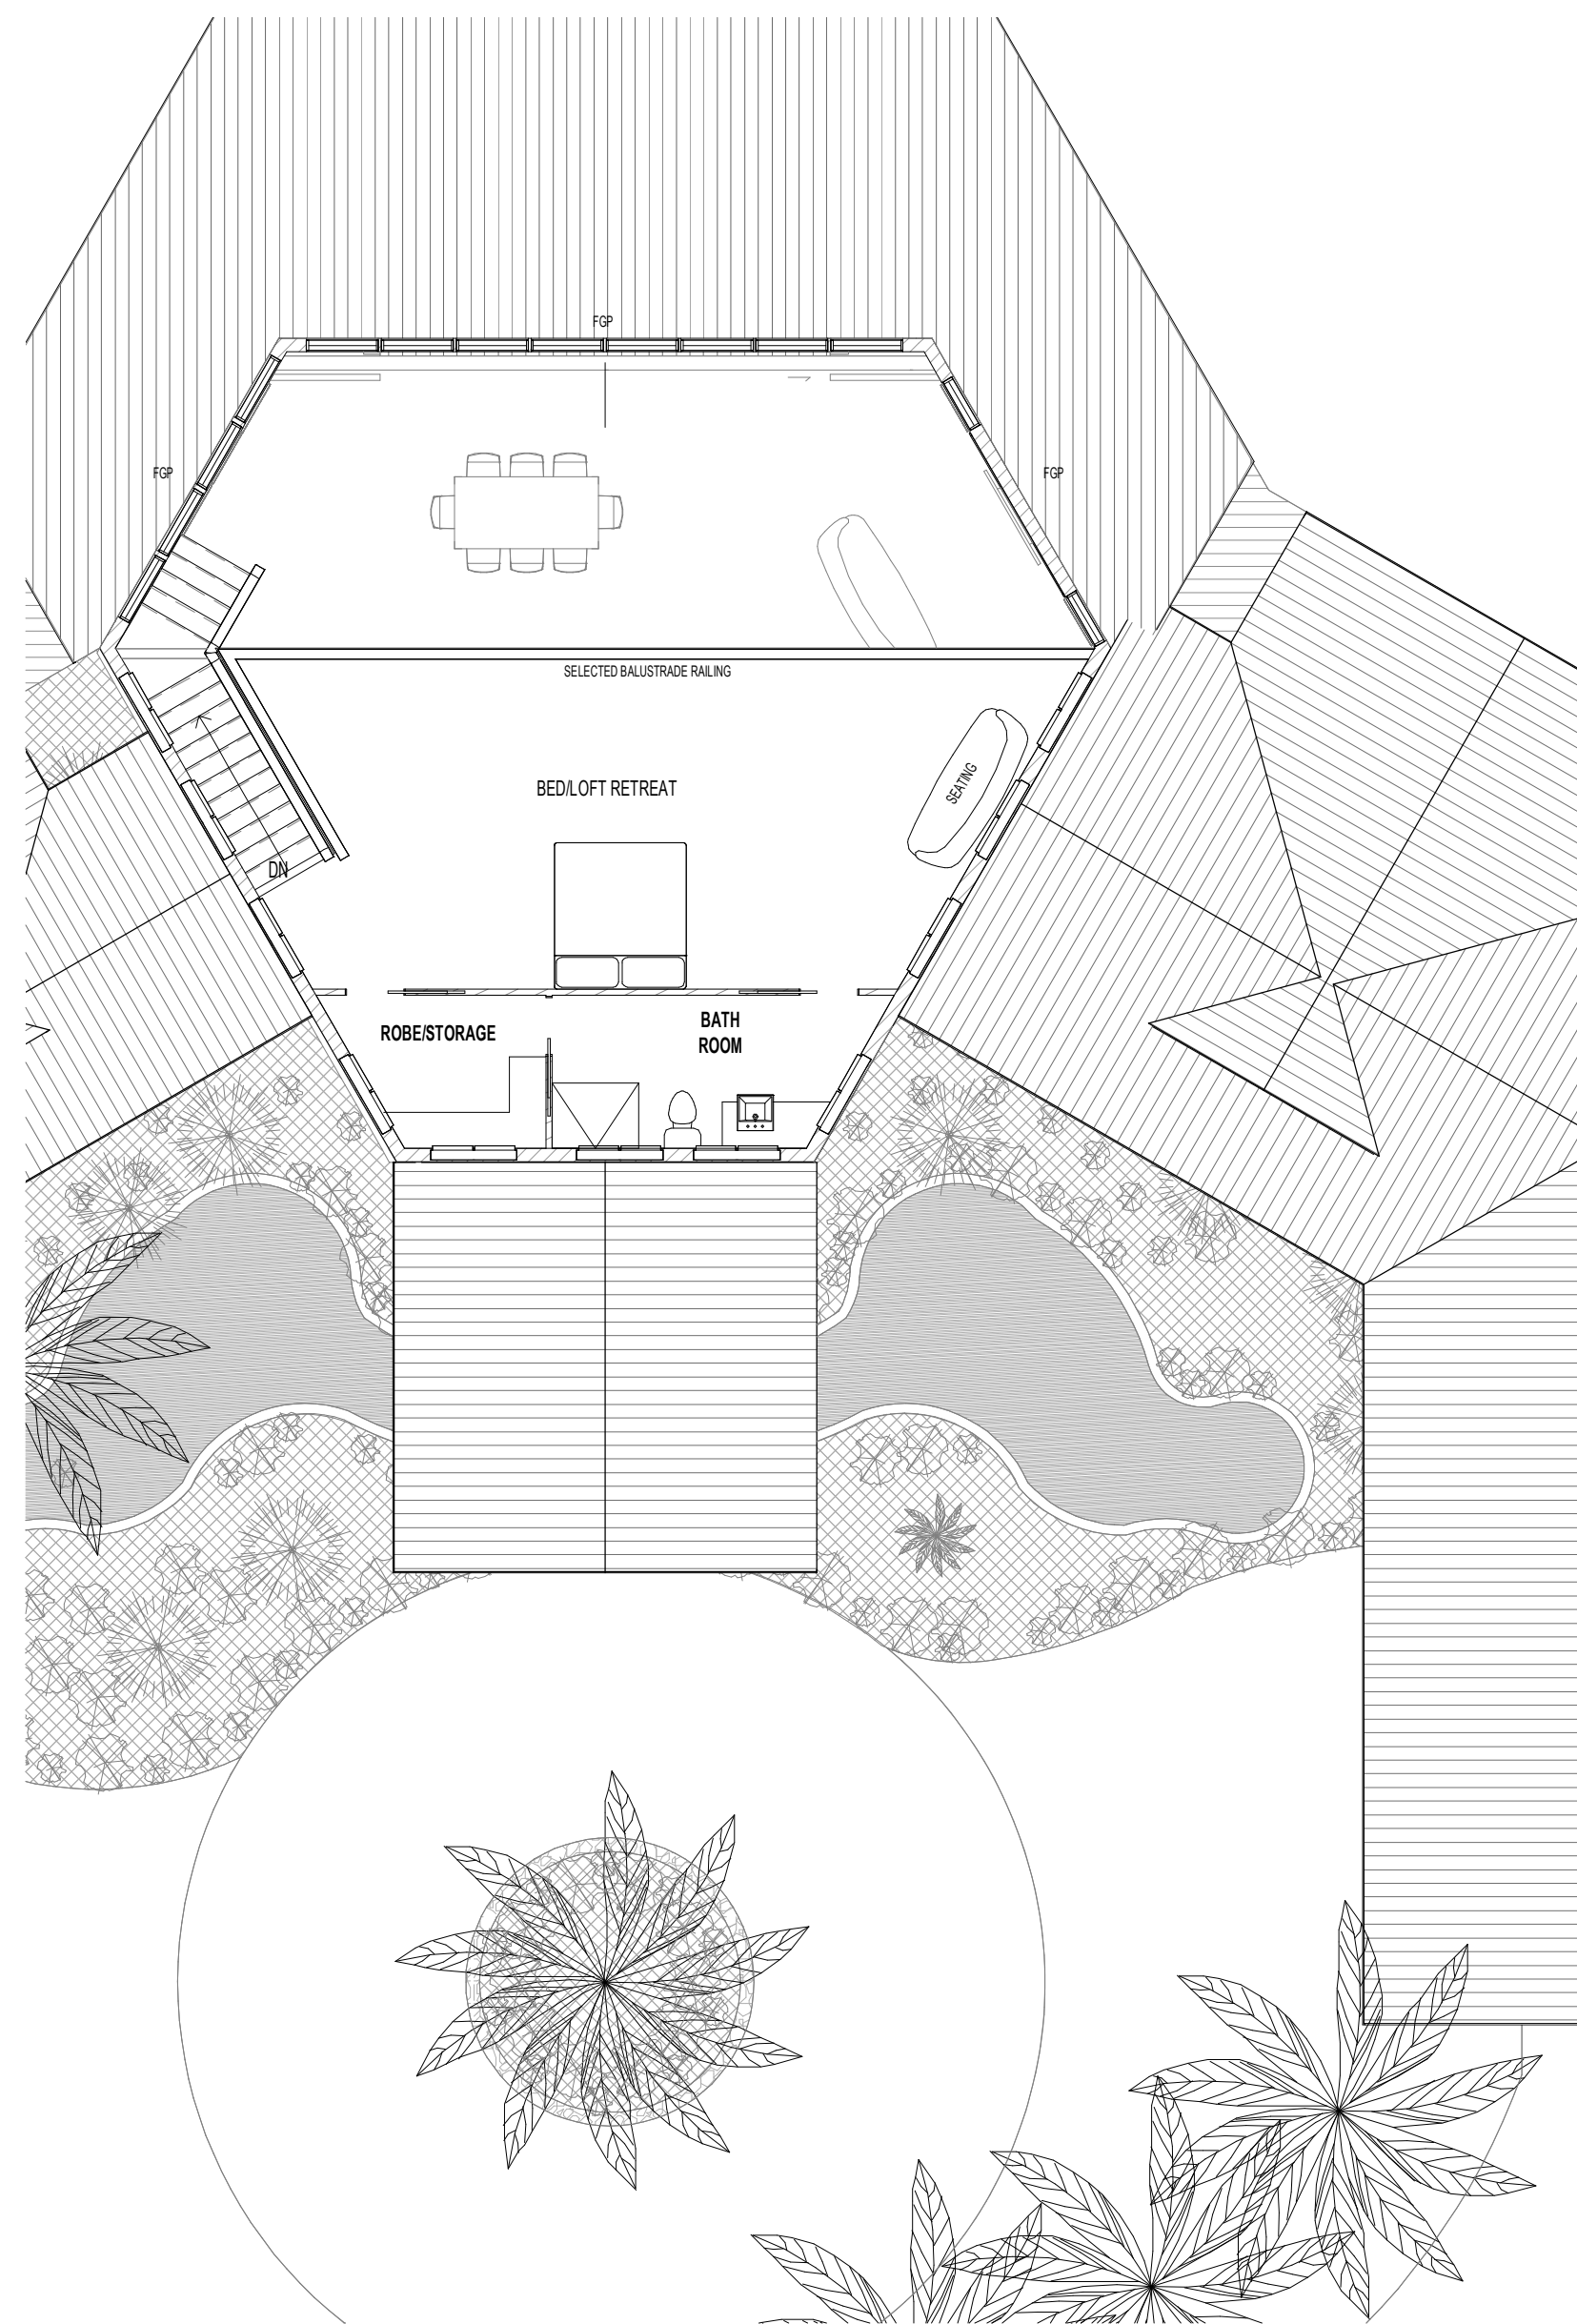 FGP
FGP
FGP
SELECTED BALUSTRADE RAILING
SEATING
BED/LOFT RETREAT
DN
ROBE/STORAGE
BATH
ROOM